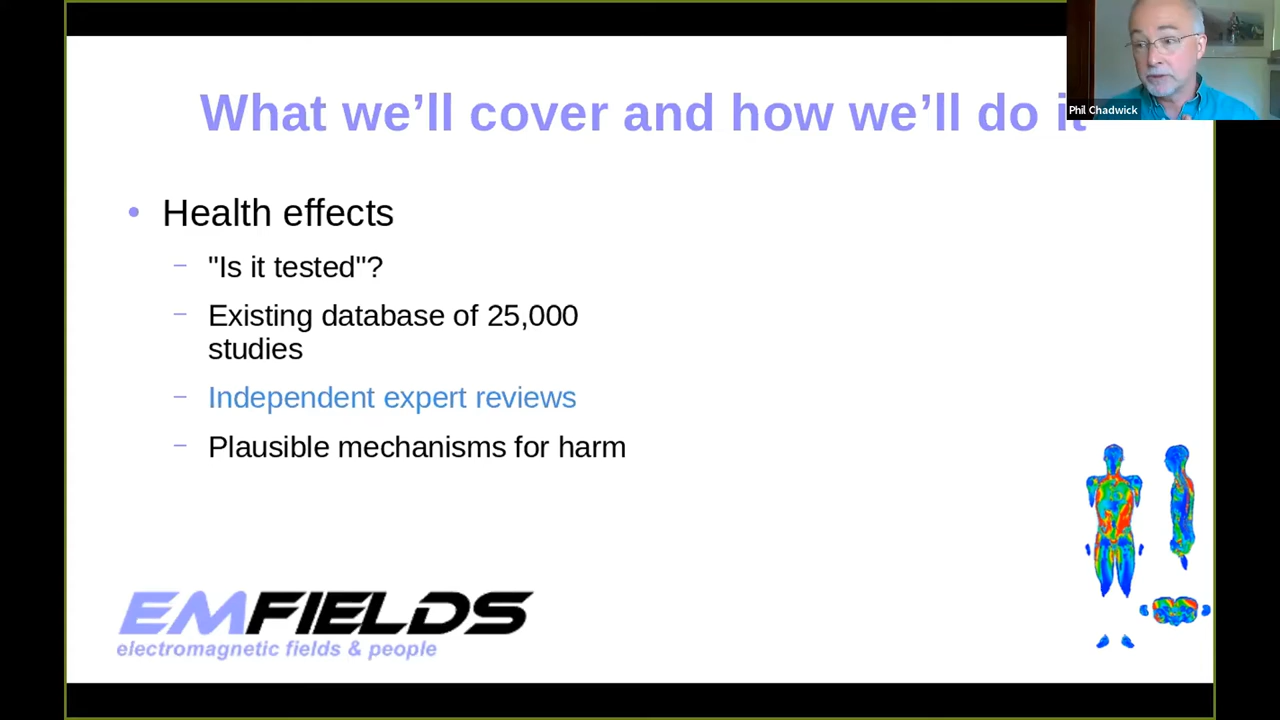 What we’ll cover and how we’ll do it
Phil Chadwick
• Health effects
– "Is it tested"?
– Existing database of 25,000
studies
– Independent expert reviews
– Plausible mechanisms for harm
EMFIELDS
electromagnetic fields & people